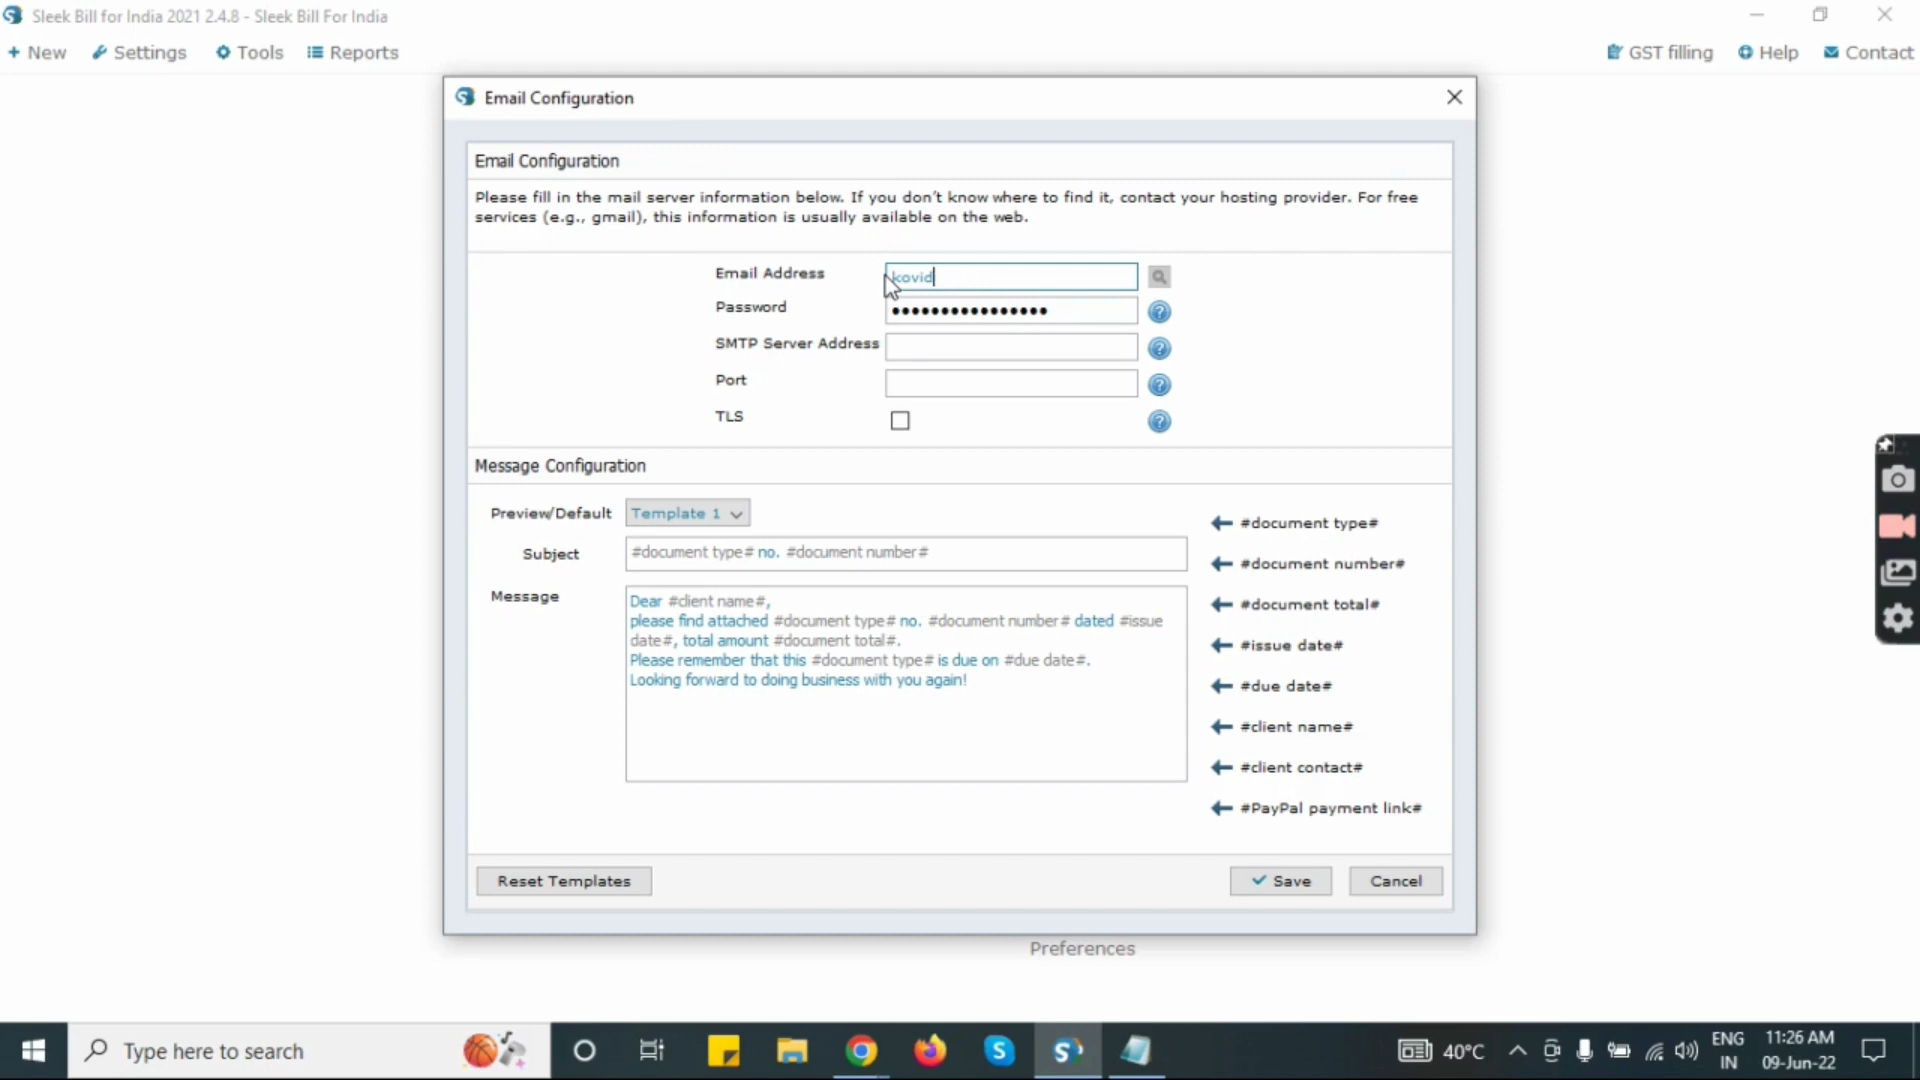 Sleek Bill for India 2021 2.4.8 - Sleek Bill For India
New Settings Tools Reports GST filling Help Contact
Email Configuration
Email Configuration
Please fill in the mail server information below. If you don't know where to find it, contact your hosting provider. For free
services (e.g., gmail), this information is usually available on the web.
Email Address kovid
Password
SMTP Server Address
Port
TLS
Message Configuration
Preview/Default Template 1
Subject #document type# no. #document number#
Message
Dear #client name#,
please find attached #document type# no. #document number# dated #issue
date#, total amount #document total#.
Please remember that this #document type# is due on #due date#.
Looking forward to doing business with you again!
#document type#
#document number#
#document total#
#issue date#
#due date#
#client name#
#client contact#
#PayPal payment link#
Reset Templates Save Cancel
Preferences
Type here to search
40°C
ENG
IN
11:26 AM
09-Jun-22